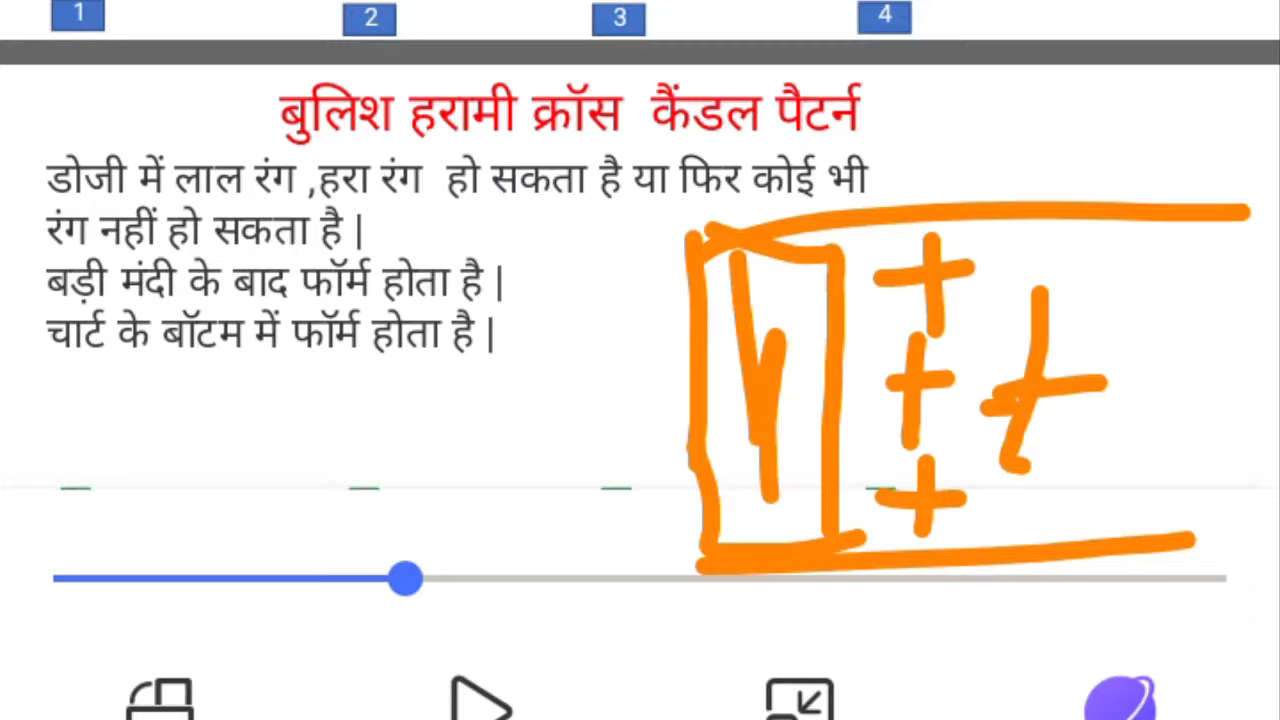 1 2 3 4
बुलिश हरामी क्रॉस कैंडल पैटर्न
डोजी में लाल रंग ,हरा रंग हो सकता है या फिर कोई भी
रंग नहीं हो सकता है |
बड़ी मंदी के बाद फॉर्म होता है |
चार्ट के बॉटम में फॉर्म होता है |